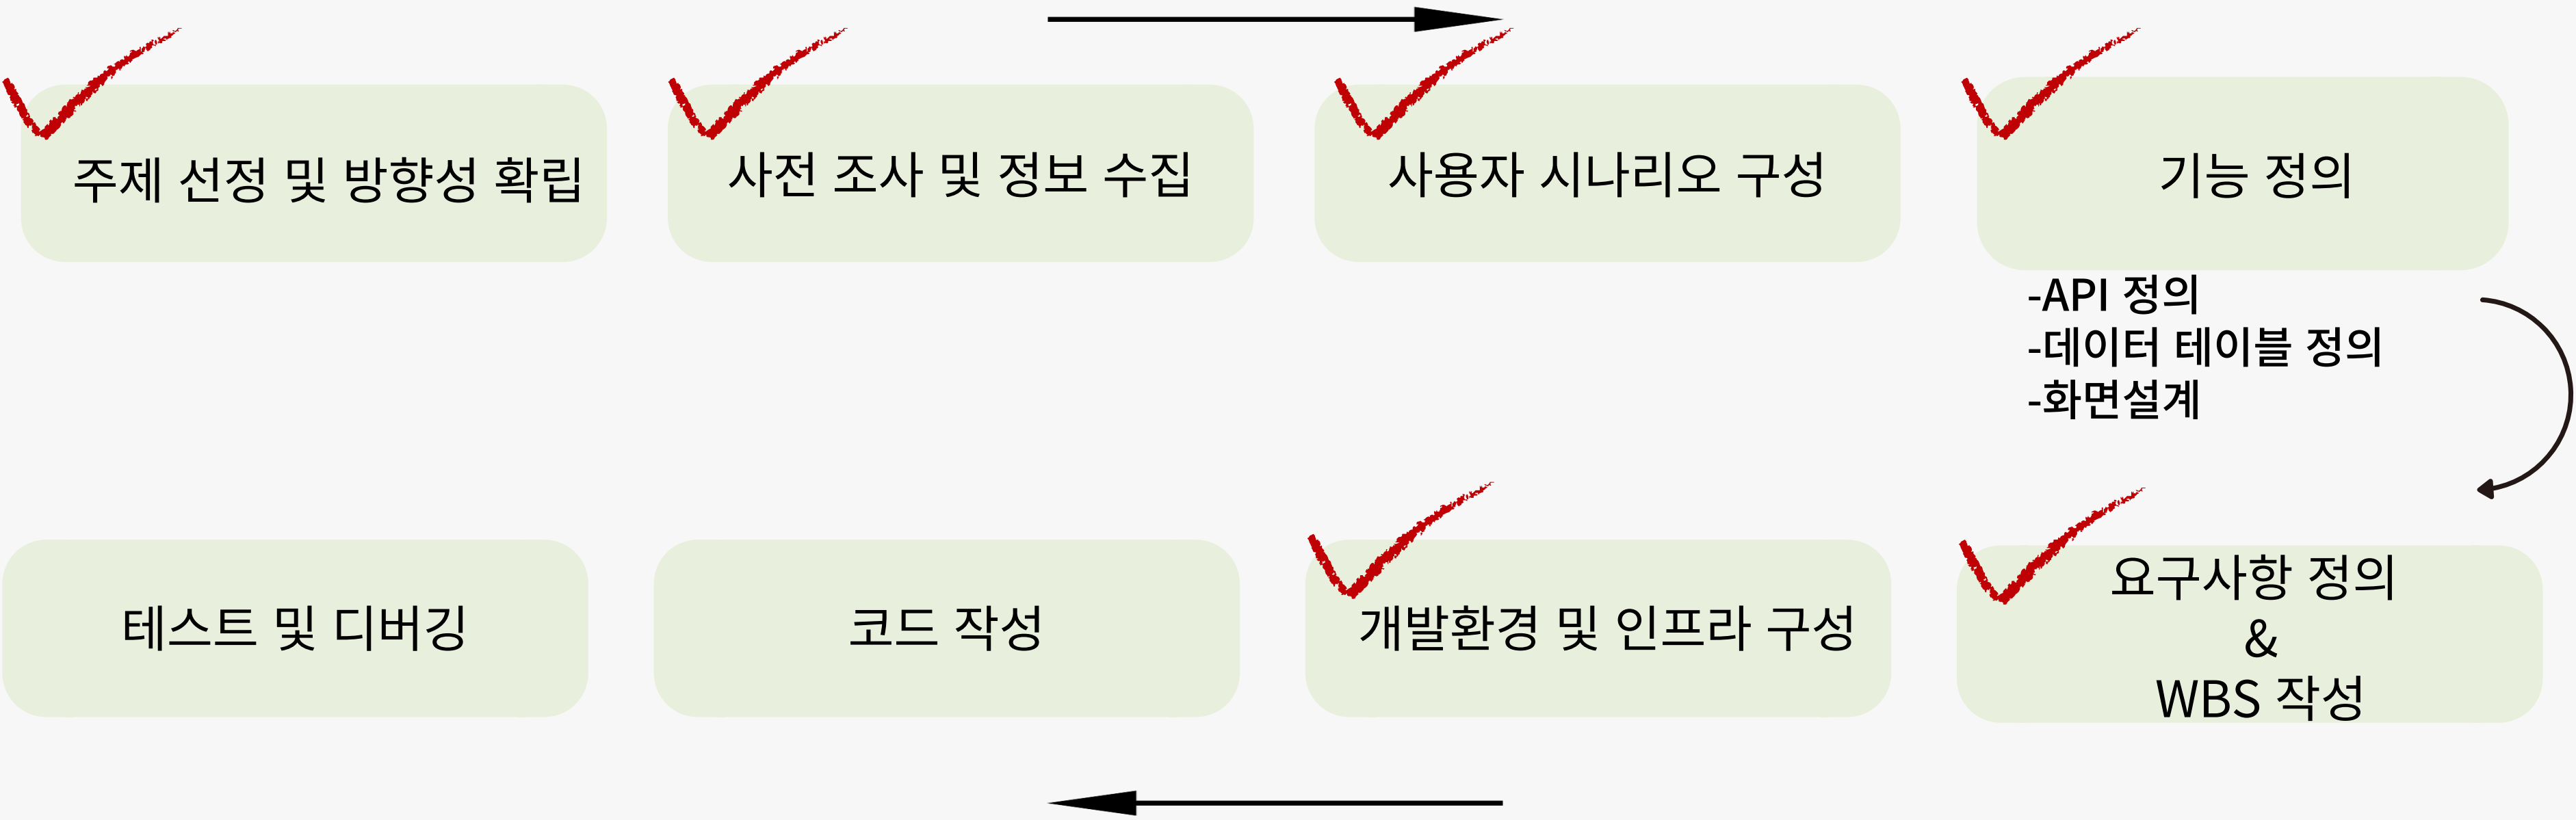 주제 선정 및 방향성 확립
사전 조사 및 정보 수집
사용자 시나리오 구성
기능 정의
-API 정의
-데이터 테이블 정의
-화면설계
요구사항 정의
&
WBS 작성
개발환경 및 인프라 구성
코드 작성
테스트 및 디버깅